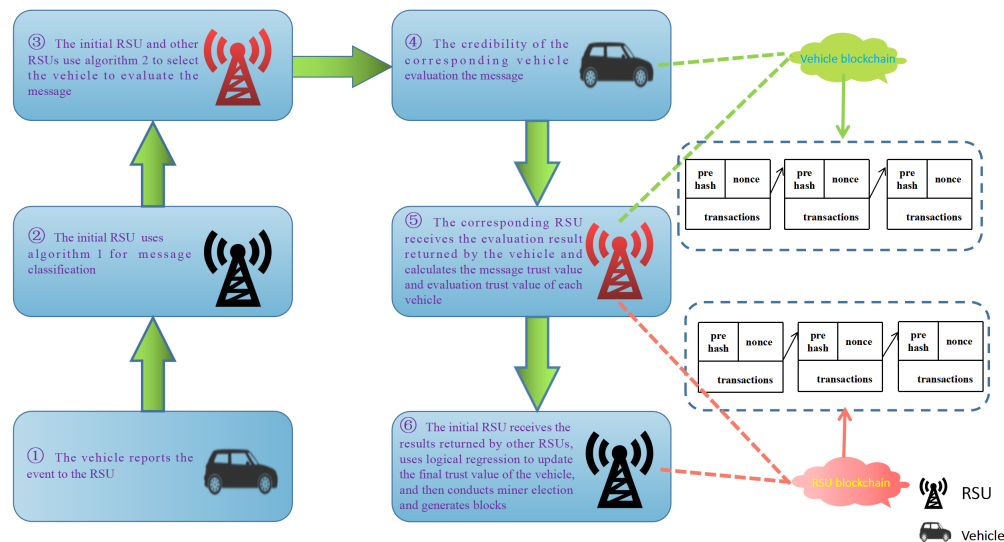 ① The vehicle reports the
event to the RSU
② The initial RSU uses
algorithm 1 for message
classification
③ The initial RSU and other
RSUs use algorithm 2 to select
the vehicle to evaluate the
message
④ The credibility of the
corresponding vehicle
evaluation the message
⑤ The corresponding RSU
receives the evaluation result
returned by the vehicle and
calculates the message trust value
and evaluation trust value of each
vehicle
⑥ The initial RSU receives the
results returned by other RSUs,
uses logical regression to update
the final trust value of the vehicle,
and then conducts miner election
and generates blocks
Vehicle blockchain
pre
hash
nonce
transactions
pre
hash
nonce
transactions
pre
hash
nonce
transactions
pre
hash
nonce
transactions
pre
hash
nonce
transactions
pre
hash
nonce
transactions
RSU blockchain
RSU
Vehicle